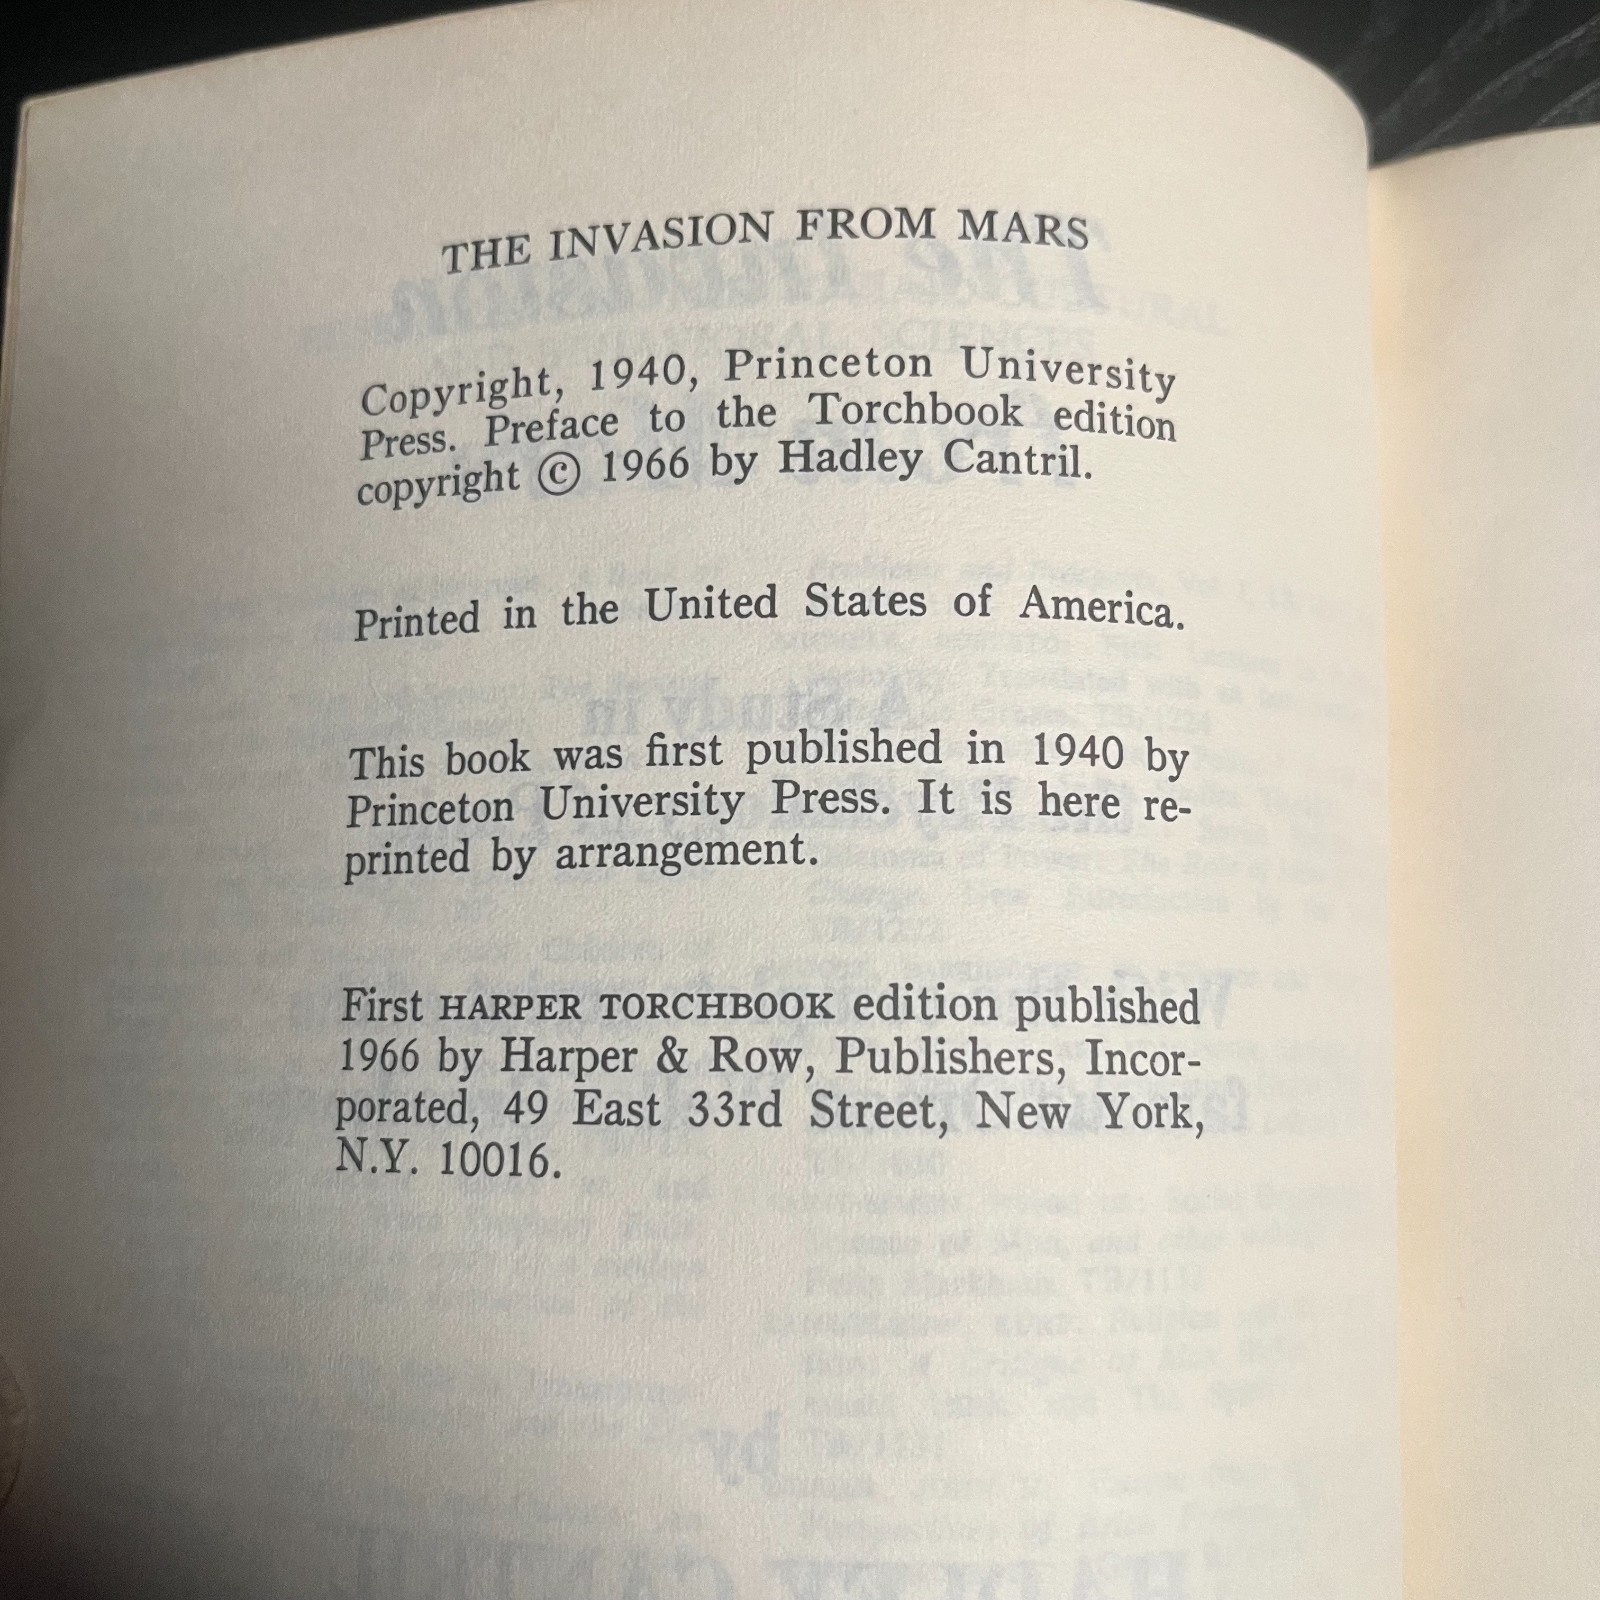 THE INVASION FROM MARS
Copyright, 1940, Princeton University
Press. Preface to the Torchbook edition
copyright © 1966 by Hadley Cantril.
Printed in the United States of America.
This book was first published in 1940 by
Princeton University Press. It is here re-
printed by arrangement.
First HARPER TORCHBOOK edition published
1966 by Harper & Row, Publishers, Incor-
porated, 49 East 33rd Street, New York,
N.Y. 10016.